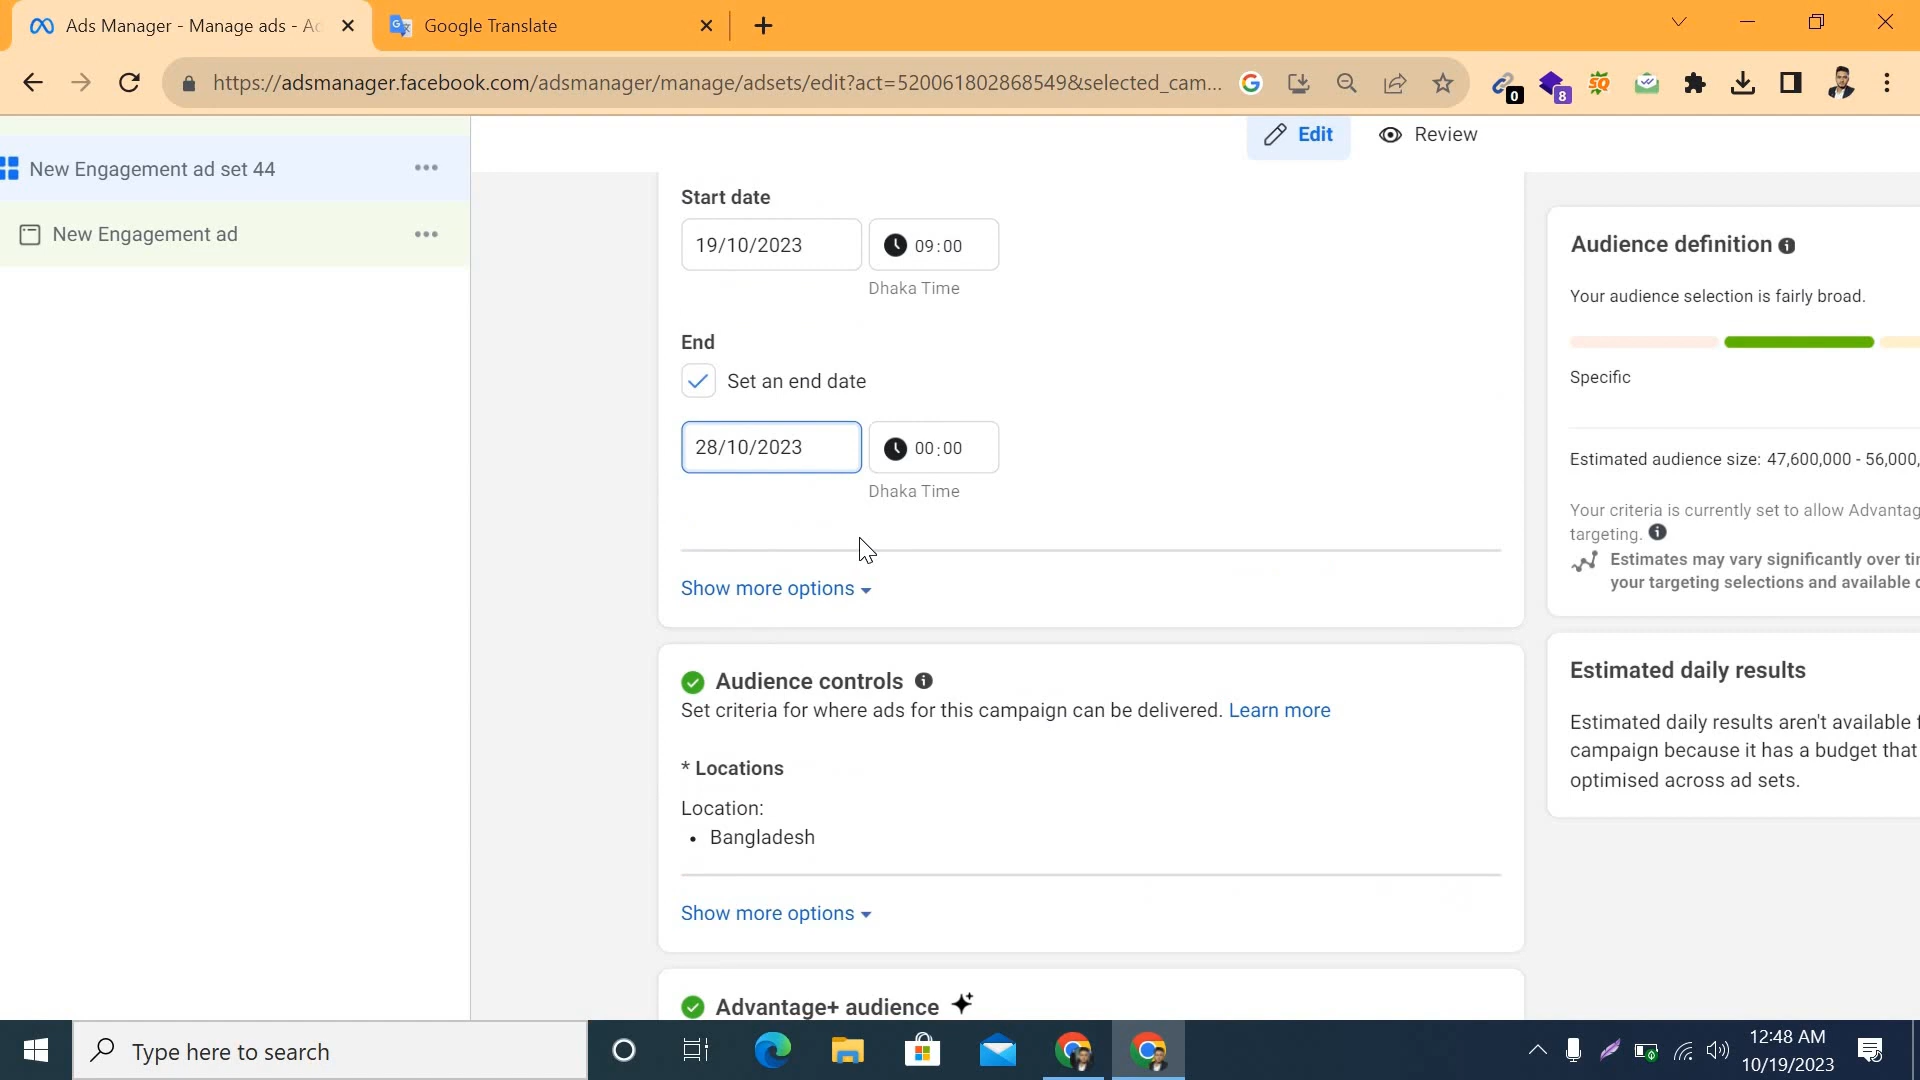 Ads Manager - Manage ads - Ad
Google Translate
https://adsmanager.facebook.com/adsmanager/manage/adsets/edit?act=520061802868549&selected_cam...
0
8
SQ
New Engagement ad set 44
New Engagement ad
Edit
Review
Start date
19/10/2023
09:00
Dhaka Time
End
Set an end date
28/10/2023
00:00
Dhaka Time
Show more options
Audience controls
Set criteria for where ads for this campaign can be delivered. Learn more
* Locations
Location:
• Bangladesh
Show more options
Advantage+ audience
Audience definition
Your audience selection is fairly broad.
Specific
Estimated audience size: 47,600,000 - 56,000,
Your criteria is currently set to allow Advantag
targeting.
Estimates may vary significantly over tin
your targeting selections and available d
Estimated daily results
Estimated daily results aren't available f
campaign because it has a budget that
optimised across ad sets.
Type here to search
12:48 AM
10/19/2023